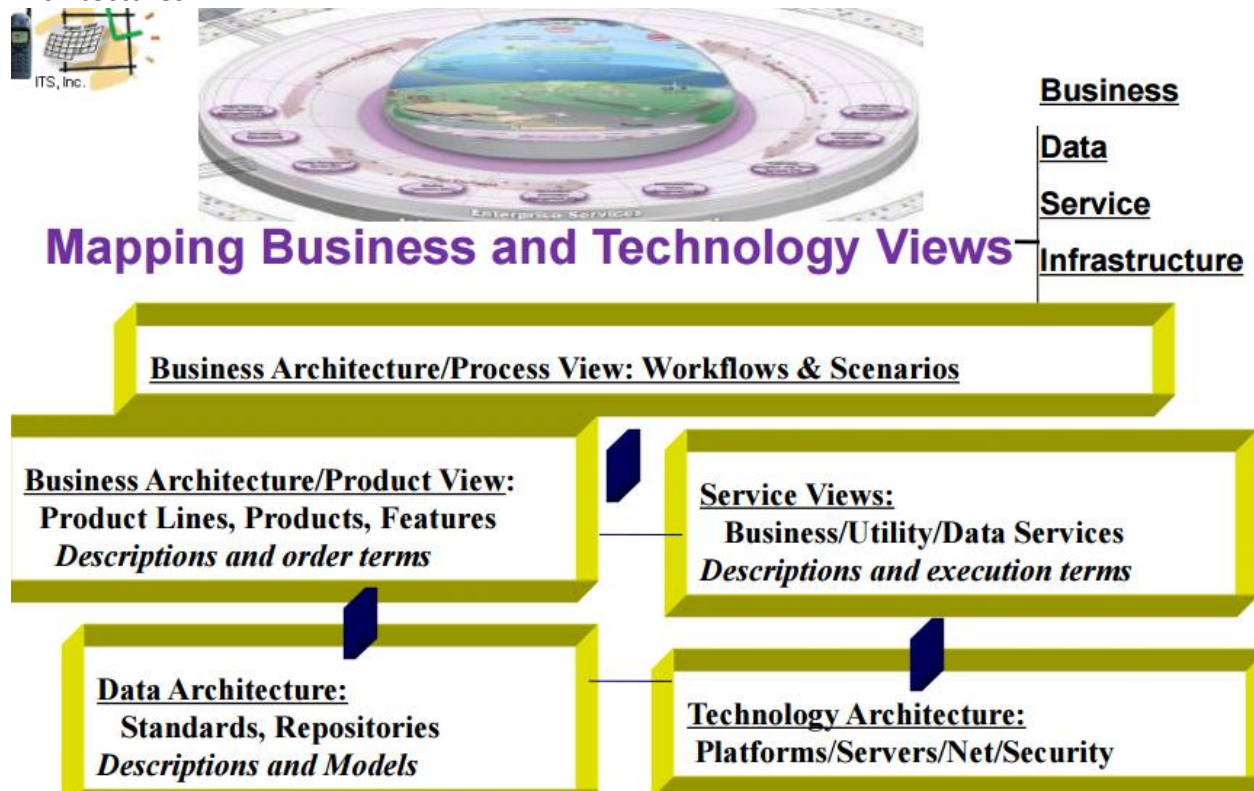 ITS, Inc.
Enterprise Services
Business
Data
Service
Infrastructure
Mapping Business and Technology Views
Business Architecture/Process View: Workflows & Scenarios
Business Architecture/Product View:
Product Lines, Products, Features
Descriptions and order terms
Service Views:
Business/Utility/Data Services
Descriptions and execution terms
Data Architecture:
Standards, Repositories
Descriptions and Models
Technology Architecture:
Platforms/Servers/Net/Security